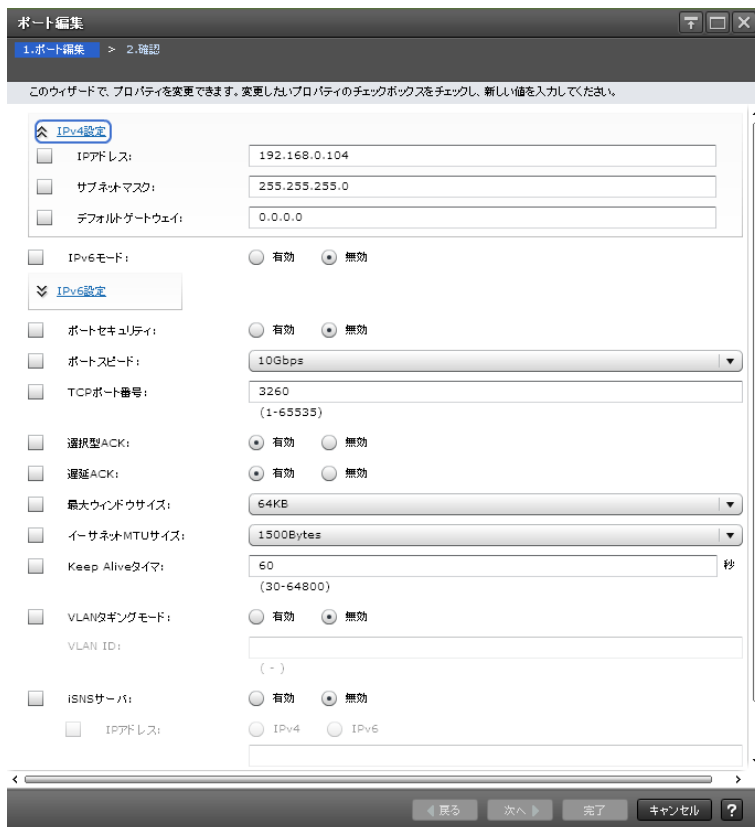 ポート編集
1.ポート編集 > 2.確認
このウィザードで、プロパティを変更できます。変更したいプロパティのチェックボックスをチェックし、新しい値を入力してください。
IPv4設定
IPアドレス: 192.168.0.104
サブネットマスク: 255.255.255.0
デフォルトゲートウェイ: 0.0.0.0
IPv6モード: 有効 無効
IPv6設定
ポートセキュリティ: 有効 無効
ポートスピード: 10Gbps
TCPポート番号: 3260
(1-65535)
選択型ACK: 有効 無効
遅延ACK: 有効 無効
最大ウィンドウサイズ: 64KB
イーサネットMTUサイズ: 1500Bytes
Keep Aliveタイマ: 60 秒
(30-64800)
VLANタギングモード: 有効 無効
VLAN ID:
( - )
iSNSサーバ: 有効 無効
IPアドレス: IPv4 IPv6
戻る 次へ 完了 キャンセル ?